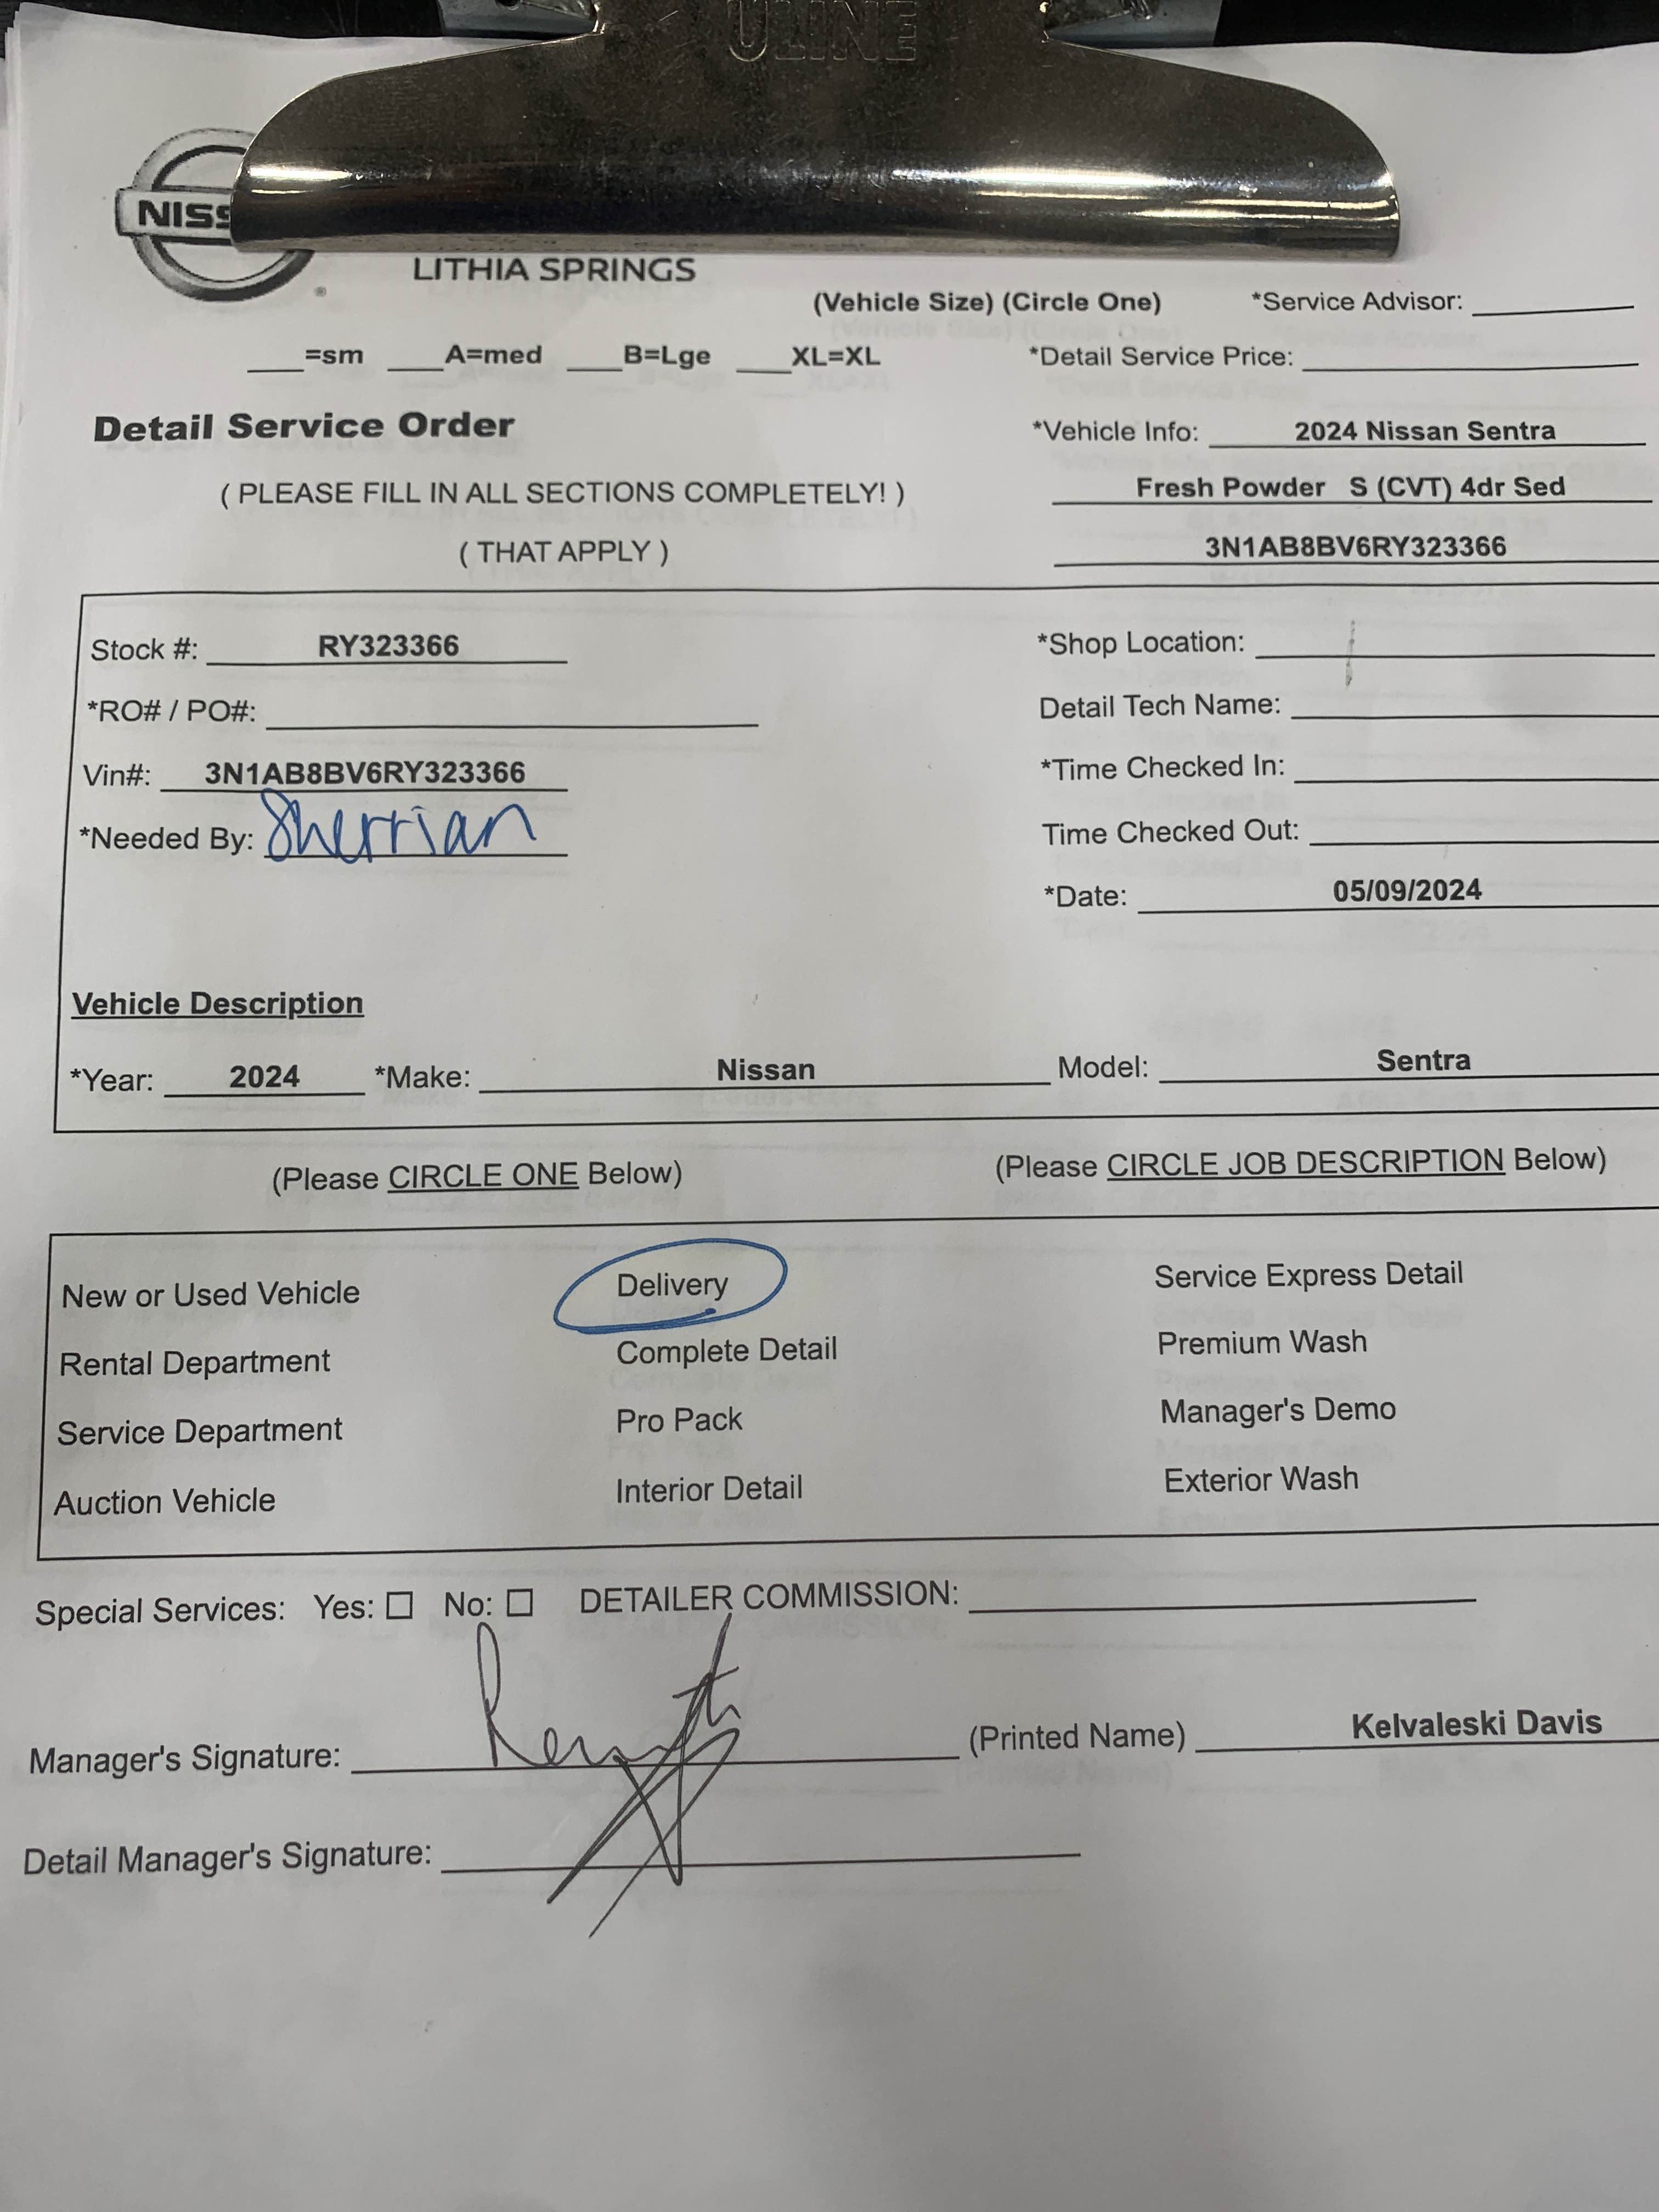 ULINE
NISS
LITHIA SPRINGS
(Vehicle Size) (Circle One) *Service Advisor:
=sm A=med B=Lge XL=XL *Detail Service Price:
Detail Service Order
*Vehicle Info: 2024 Nissan Sentra
( PLEASE FILL IN ALL SECTIONS COMPLETELY! ) Fresh Powder S (CVT) 4dr Sed
( THAT APPLY ) 3N1AB8BV6RY323366
Stock #: RY323366 *Shop Location:
*RO# / PO#: Detail Tech Name:
Vin#: 3N1AB8BV6RY323366 *Time Checked In:
*Needed By: Sherrian Time Checked Out:
*Date: 05/09/2024
Vehicle Description
*Year: 2024 *Make: Nissan Model: Sentra
(Please CIRCLE ONE Below) (Please CIRCLE JOB DESCRIPTION Below)
New or Used Vehicle Delivery Service Express Detail
Rental Department Complete Detail Premium Wash
Service Department Pro Pack Manager's Demo
Auction Vehicle Interior Detail Exterior Wash
Special Services: Yes: No: DETAILER COMMISSION:
Manager's Signature: (Printed Name) Kelvaleski Davis
Detail Manager's Signature: